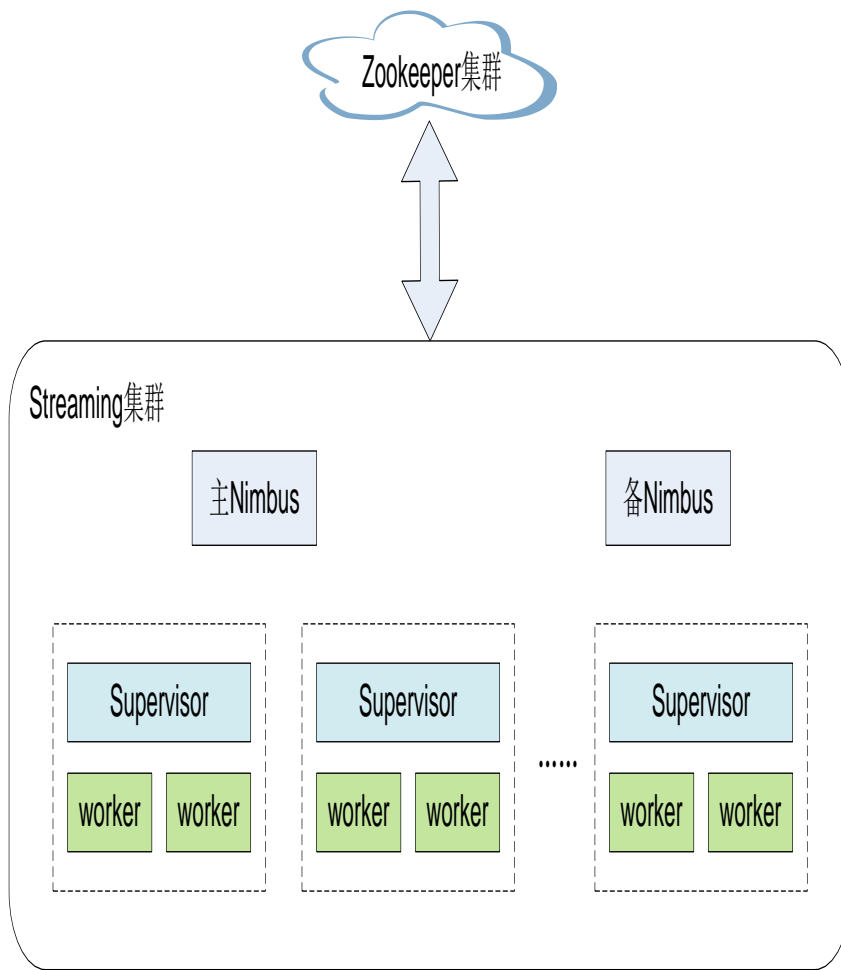 Zookeeper集群
Streaming集群
主Nimbus
备Nimbus
Supervisor
Supervisor
Supervisor
......
worker
worker
worker
worker
worker
worker